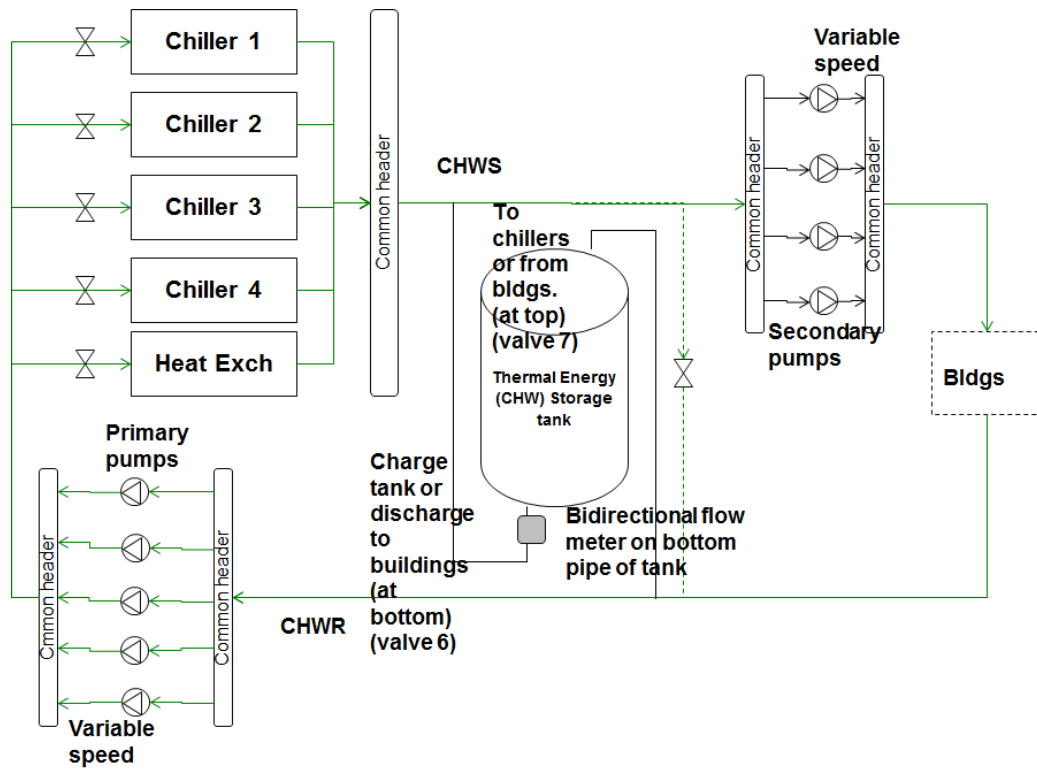 Chiller 1
Chiller 2
Chiller 3
Chiller 4
Heat Exch
Common header
CHWS
To
chillers
or from
bldgs.
(at top)
(valve 7)
Thermal Energy
(CHW) Storage
tank
Variable
speed
Common header
Common header
Secondary
pumps
Bldgs
Primary
pumps
Cmmon header
Common header
Variable
speed
CHWR
Charge
tank or
discharge
to
buildings
(at
bottom)
(valve 6)
Bidirectional flow
meter on bottom
pipe of tank